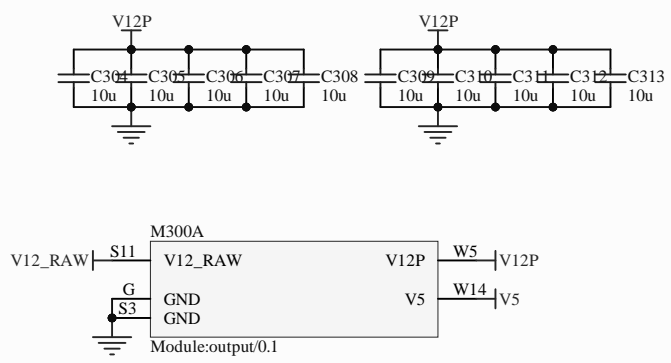 V12P V12P
C304 C305 C306 C307 C308 C309 C310 C311 C312 C313
10u 10u 10u 10u 10u 10u 10u 10u 10u 10u
M300A
V12_RAW S11 V12_RAW V12P W5 V12P
G GND V5 W14 V5
S3 GND
Module:output/0.1